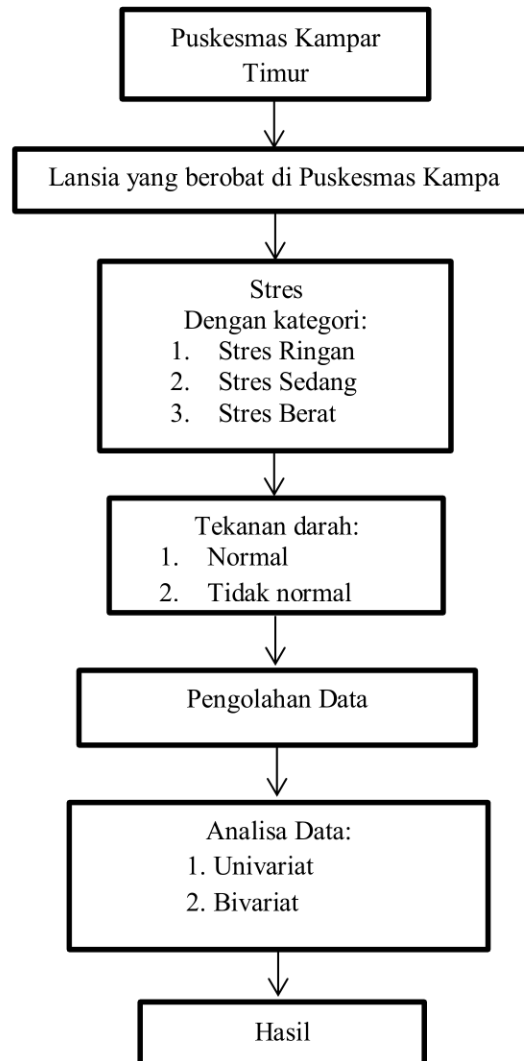 Puskesmas Kampar
Timur
Lansia yang berobat di Puskesmas Kampa
Stres
Dengan kategori:
1. Stres Ringan
2. Stres Sedang
3. Stres Berat
Tekanan darah:
1. Normal
2. Tidak normal
Pengolahan Data
Analisa Data:
1. Univariat
2. Bivariat
Hasil